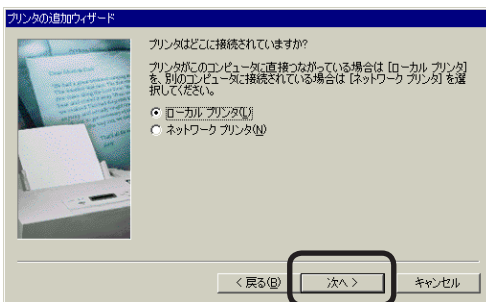 プリンタの追加ウィザード
プリンタはどこに接続されていますか?
プリンタがこのコンピュータに直接つながっている場合は [ローカル プリンタ]
を、別のコンピュータに接続されている場合は [ネットワーク プリンタ] を選
択してください。
ローカル プリンタ(L)
ネットワーク プリンタ(N)
< 戻る(B)
次へ >
キャンセル